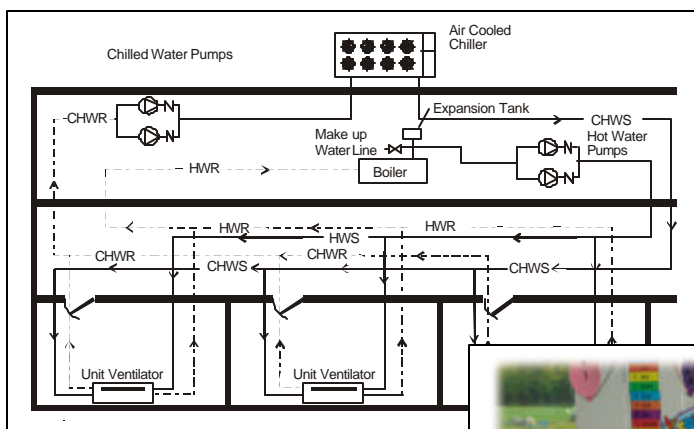 Air Cooled
Chiller
Chilled Water Pumps
Expansion Tank
CHWR
CHWS
Make up
Water Line
Hot Water
Pumps
HWR
Boiler
HWR
HWR
HWS
CHWR
CHWR
CHWS
CHWS
Unit Ventilator
Unit Ventilator